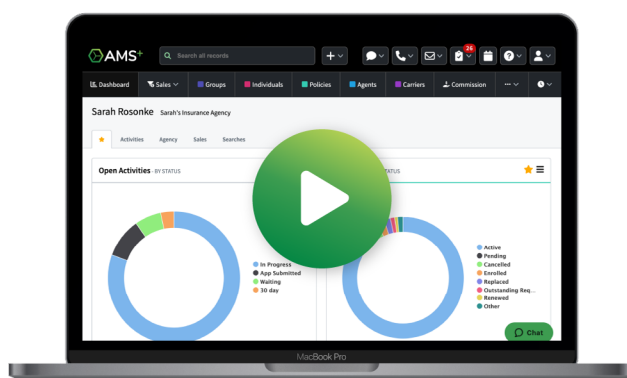 AMS+
Search all records
26
Dashboard Sales Groups Individuals Policies Agents Carriers Commission
Sarah Rosonke Sarah's Insurance Agency
Activities Agency Sales Searches
Open Activities - BY STATUS
In Progress
App Submitted
Waiting
30 day
Active
Pending
Cancelled
Enrolled
Replaced
Outstanding Req...
Renewed
Other
Chat
MacBook Pro